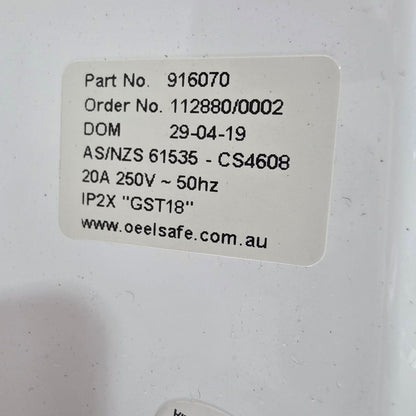 Part No. 916070
Order No. 112880/0002
DOM 29-04-19
AS/NZS 61535 - CS4608
20A 250V ~ 50hz
IP2X "GST18"
www.oeelsafe.com.au